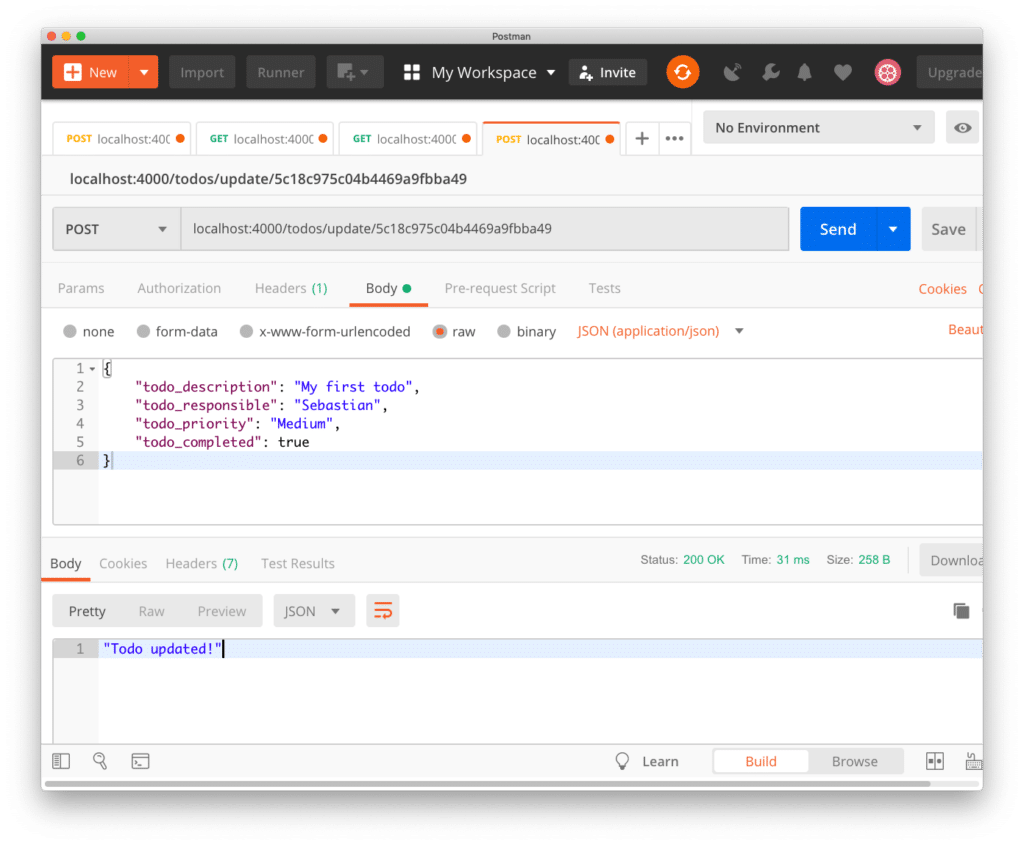 Postman
New Import Runner My Workspace Invite Upgrade
POST localhost:400 GET localhost:4000 GET localhost:400 POST localhost:400 + ••• No Environment
localhost:4000/todos/update/5c18c975c04b4469a9fbba49
POST localhost:4000/todos/update/5c18c975c04b4469a9fbba49 Send Save
Params Authorization Headers (1) Body Pre-request Script Tests Cookies
none form-data x-www-form-urlencoded raw binary JSON (application/json) Beaut
1 {
2 "todo_description": "My first todo",
3 "todo_responsible": "Sebastian",
4 "todo_priority": "Medium",
5 "todo_completed": true
6 }
Body Cookies Headers (7) Test Results Status: 200 OK Time: 31 ms Size: 258 B Downloa
Pretty Raw Preview JSON
1 "Todo updated!"
Learn Build Browse